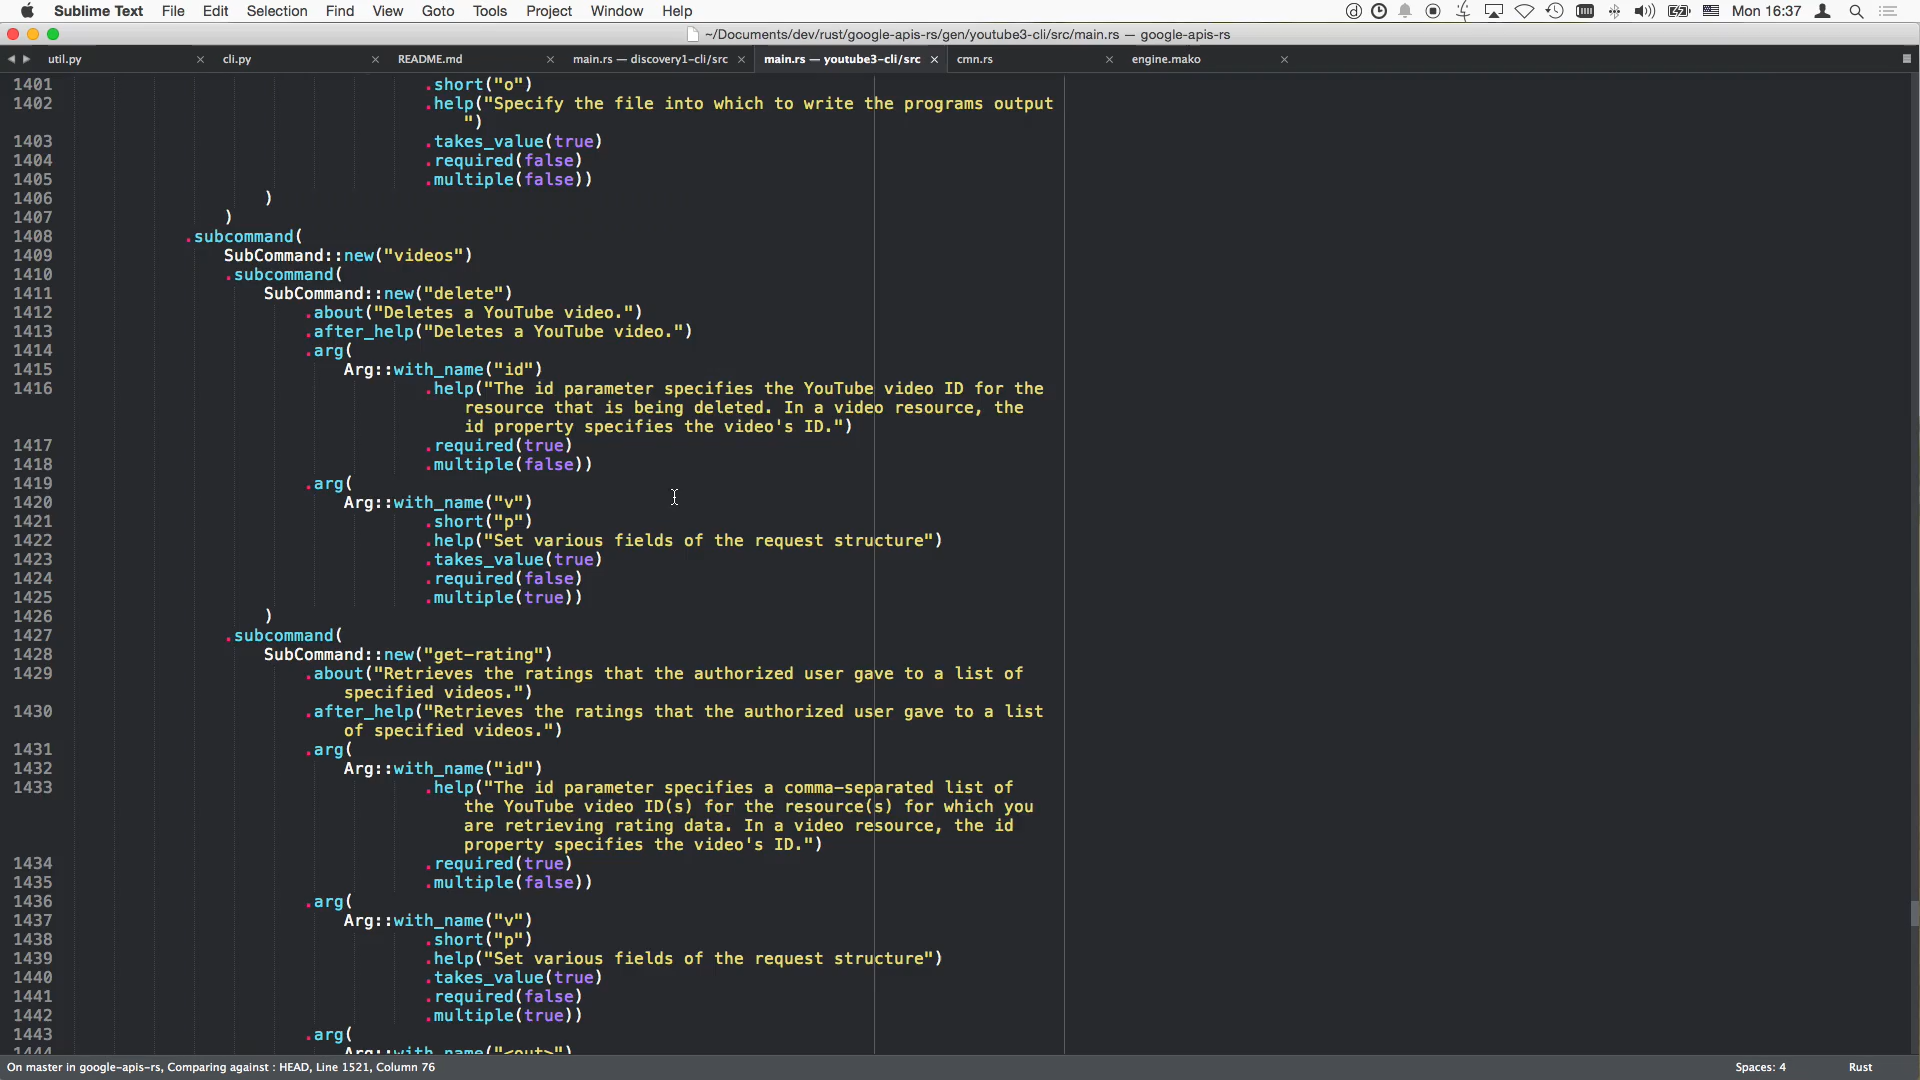 Sublime Text File Edit Selection Find View Goto Tools Project Window Help Mon 16:37
~/Documents/dev/rust/google-apis-rs/gen/youtube3-cli/src/main.rs — google-apis-rs
util.py × cli.py × README.md × main.rs — discovery1-cli/src × main.rs — youtube3-cli/src × cmn.rs × engine.mako ×
1401 .short("o")
1402 .help("Specify the file into which to write the programs output
")
1403 .takes_value(true)
1404 .required(false)
1405 .multiple(false))
1406 )
1407 )
1408 .subcommand(
1409 SubCommand::new("videos")
1410 .subcommand(
1411 SubCommand::new("delete")
1412 .about("Deletes a YouTube video.")
1413 .after_help("Deletes a YouTube video.")
1414 .arg(
1415 Arg::with_name("id")
1416 .help("The id parameter specifies the YouTube video ID for the
resource that is being deleted. In a video resource, the
id property specifies the video's ID.")
1417 .required(true)
1418 .multiple(false))
1419 .arg(
1420 Arg::with_name("v")
1421 .short("p")
1422 .help("Set various fields of the request structure")
1423 .takes_value(true)
1424 .required(false)
1425 .multiple(true))
1426 )
1427 .subcommand(
1428 SubCommand::new("get-rating")
1429 .about("Retrieves the ratings that the authorized user gave to a list of
specified videos.")
1430 .after_help("Retrieves the ratings that the authorized user gave to a list
of specified videos.")
1431 .arg(
1432 Arg::with_name("id")
1433 .help("The id parameter specifies a comma-separated list of
the YouTube video ID(s) for the resource(s) for which you
are retrieving rating data. In a video resource, the id
property specifies the video's ID.")
1434 .required(true)
1435 .multiple(false))
1436 .arg(
1437 Arg::with_name("v")
1438 .short("p")
1439 .help("Set various fields of the request structure")
1440 .takes_value(true)
1441 .required(false)
1442 .multiple(true))
1443 .arg(
1444 Arg::with_name("<out>")
On master in google-apis-rs, Comparing against : HEAD, Line 1521, Column 76 Spaces: 4 Rust